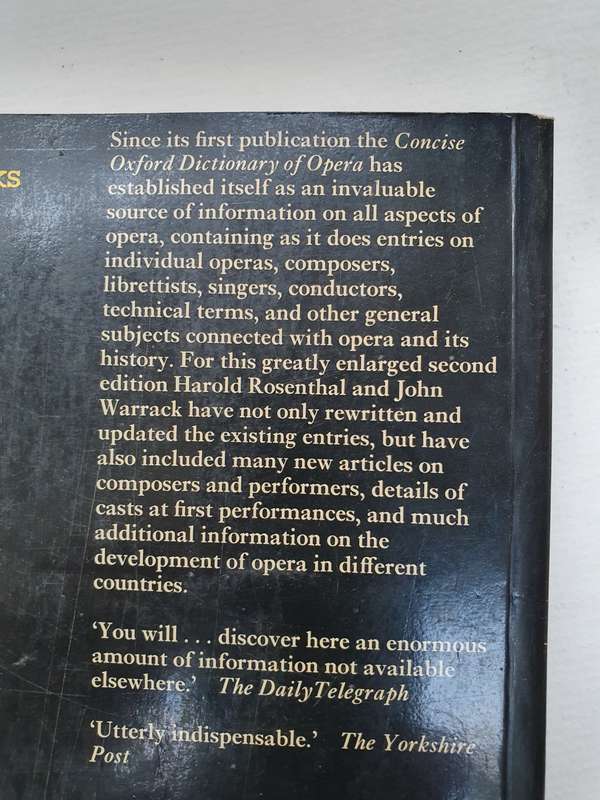 KS
Since its first publication the Concise
Oxford Dictionary of Opera has
established itself as an invaluable
source of information on all aspects of
opera, containing as it does entries on
individual operas, composers,
librettists, singers, conductors,
technical terms, and other general
subjects connected with opera and its
history. For this greatly enlarged second
edition Harold Rosenthal and John
Warrack have not only rewritten and
updated the existing entries, but have
also included many new articles on
composers and performers, details of
casts at first performances, and much
additional information on the
development of opera in different
countries.
‘You will . . . discover here an enormous
amount of information not available
elsewhere.’ The Daily Telegraph
‘Utterly indispensable.’ The Yorkshire
Post